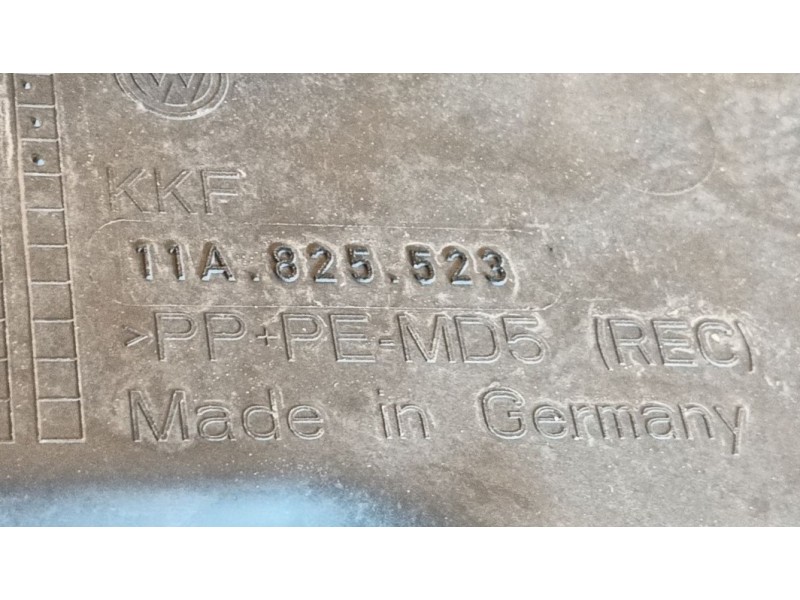 KKF
11A.825.523
>PP+PE-MD5 (REC)
Made in Germany